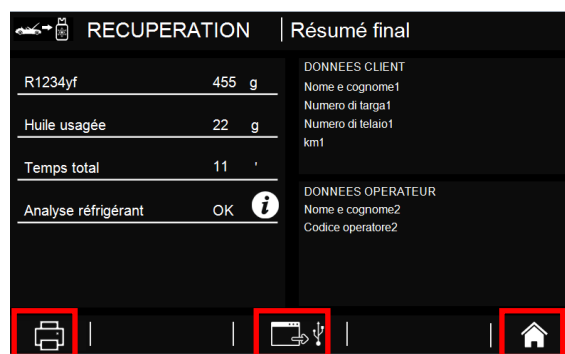 RECUPERATION
Résumé final
R1234yf 455 g
Huile usagée 22 g
Temps total 11 '
Analyse réfrigérant OK i
DONNEES CLIENT
Nome e cognome1
Numero di targa1
Numero di telaio1
km1
DONNEES OPERATEUR
Nome e cognome2
Codice operatore2